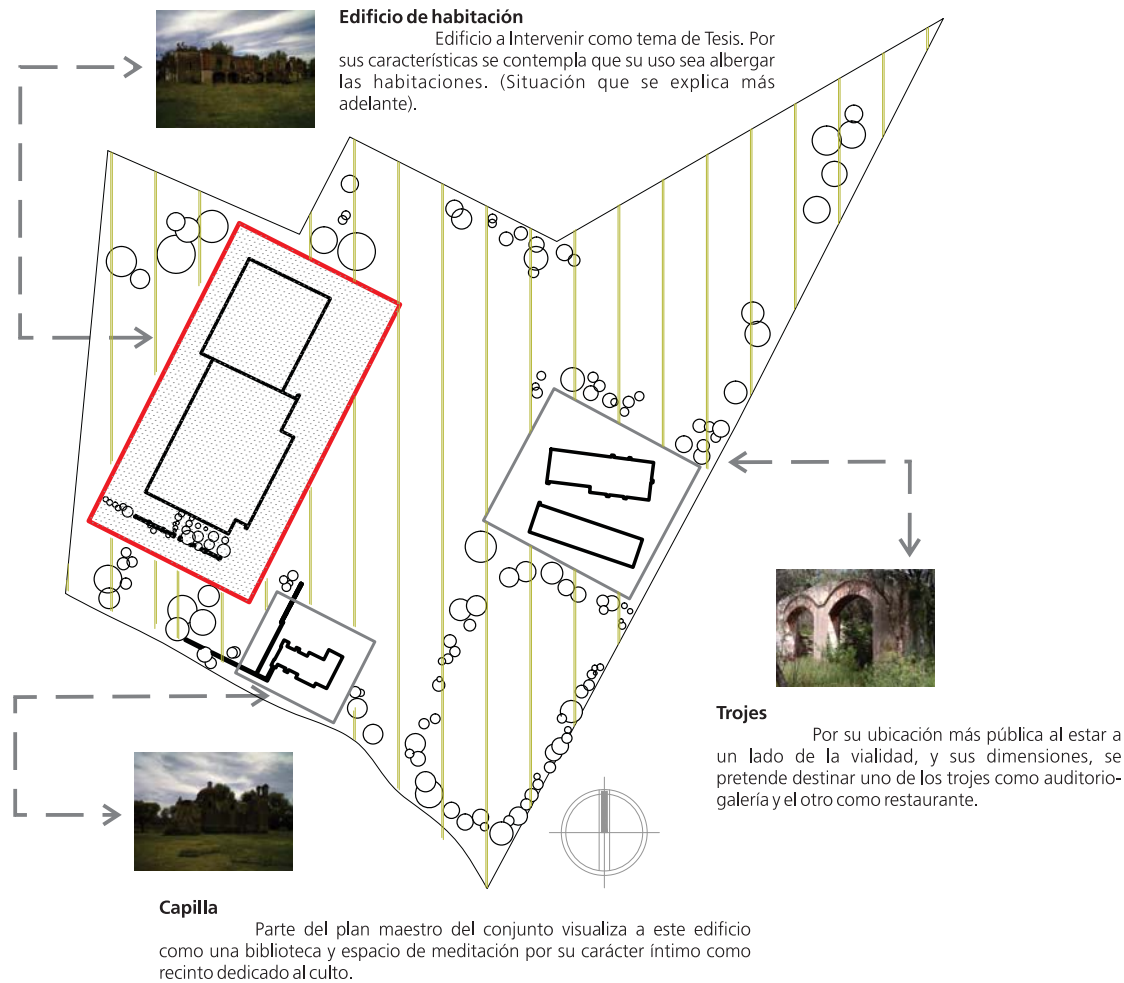 Edificio de habitación
Edificio a Intervenir como tema de Tesis. Por
sus características se contempla que su uso sea albergar
las habitaciones. (Situación que se explica más
adelante).
Trojes
Por su ubicación más pública al estar a
un lado de la vialidad, y sus dimensiones, se
pretende destinar uno de los trojes como auditorio-
galería y el otro como restaurante.
Capilla
Parte del plan maestro del conjunto visualiza a este edificio
como una biblioteca y espacio de meditación por su carácter íntimo como
recinto dedicado al culto.